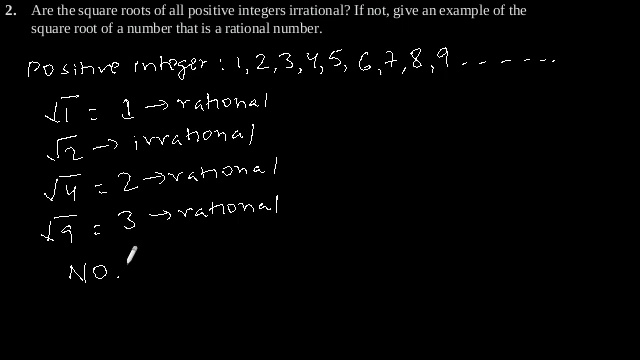 2. Are the square roots of all positive integers irrational? If not, give an example of the
square root of a number that is a rational number.
Positive integer : 1, 2, 3, 4, 5, 6, 7, 8, 9 - - - - - -
√1 = 1 → rational
√2 → irrational
√4 = 2 → rational
√9 = 3 → rational
NO.